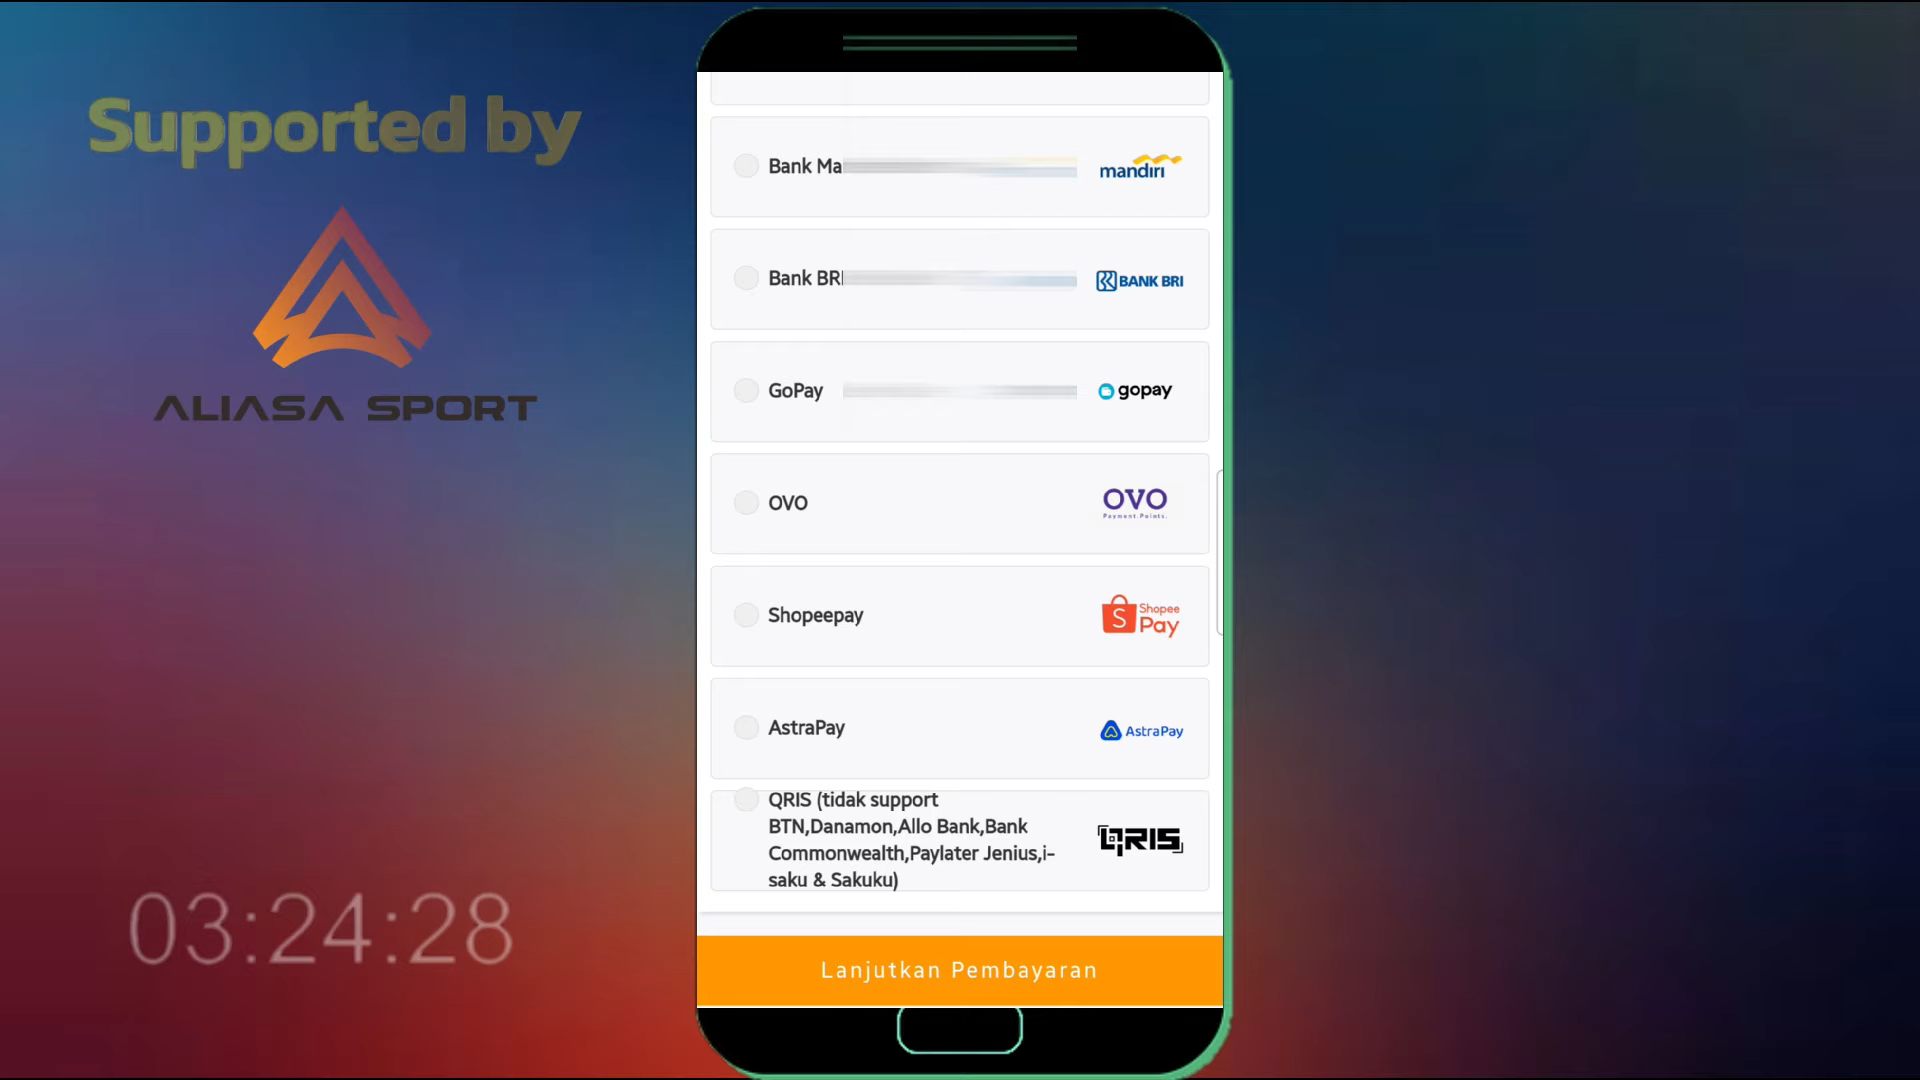 Supported by
ALIASA SPORT
03:24:28
Bank Ma
mandiri
Bank BRI
BANK BRI
GoPay
gopay
OVO
OVO
Payment.Points.
Shopeepay
S
Shopee
Pay
AstraPay
AstraPay
QRIS (tidak support
BTN,Danamon,Allo Bank,Bank
Commonwealth,Paylater Jenius,i-
saku & Sakuku)
QRIS
Lanjutkan Pembayaran